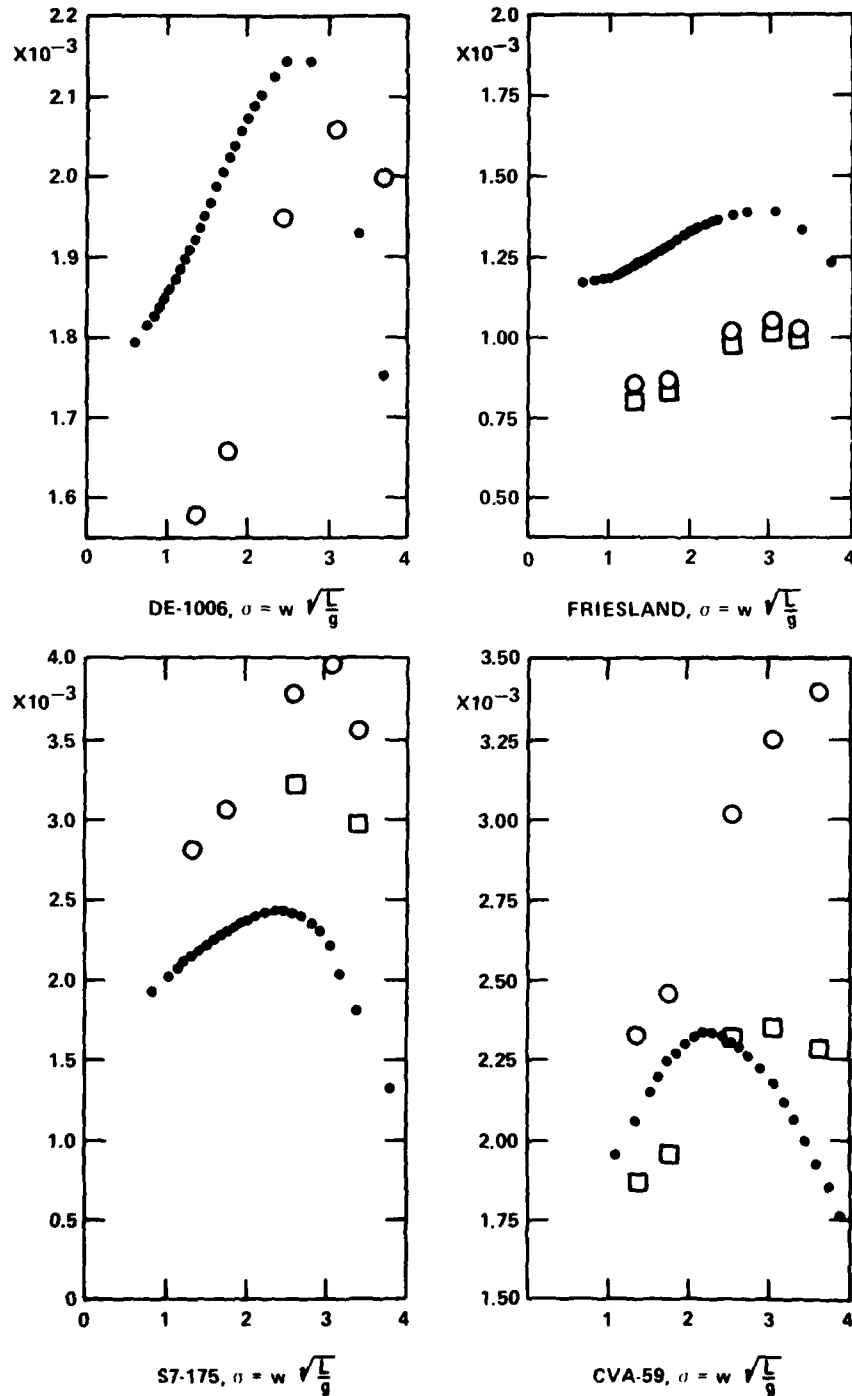 2.2
X10⁻³
2.1
2.0
1.9
1.8
1.7
1.6
0 1 2 3 4
DE-1006, σ = w √L/g
2.0
X10⁻³
1.75
1.50
1.25
1.00
0.75
0.50
0 1 2 3 4
FRIESLAND, σ = w √L/g
4.0
X10⁻³
3.5
3.0
2.5
2.0
1.5
1.0
0.5
0
0 1 2 3 4
S7-175, σ = w √L/g
3.50
X10⁻³
3.25
3.00
2.75
2.50
2.25
2.00
1.75
1.50
0 1 2 3 4
CVA-59, σ = w √L/g